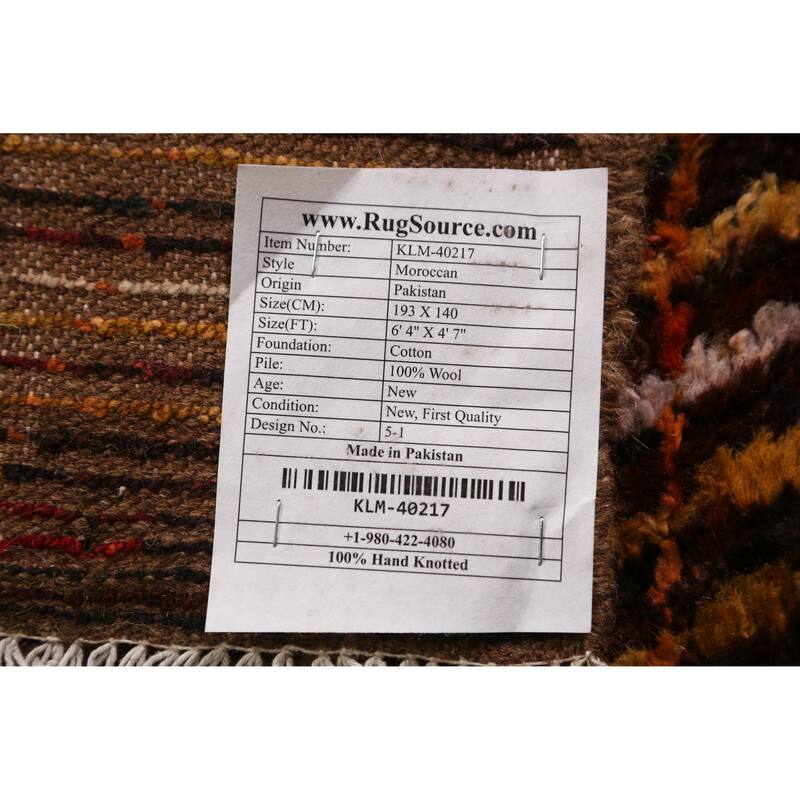 www.RugSource.com
Item Number: KLM-40217
Style Moroccan
Origin Pakistan
Size(CM): 193 X 140
Size(FT): 6' 4" X 4' 7"
Foundation: Cotton
Pile: 100% Wool
Age: New
Condition: New, First Quality
Design No.: 5-1
Made in Pakistan
KLM-40217
+1-980-422-4080
100% Hand Knotted